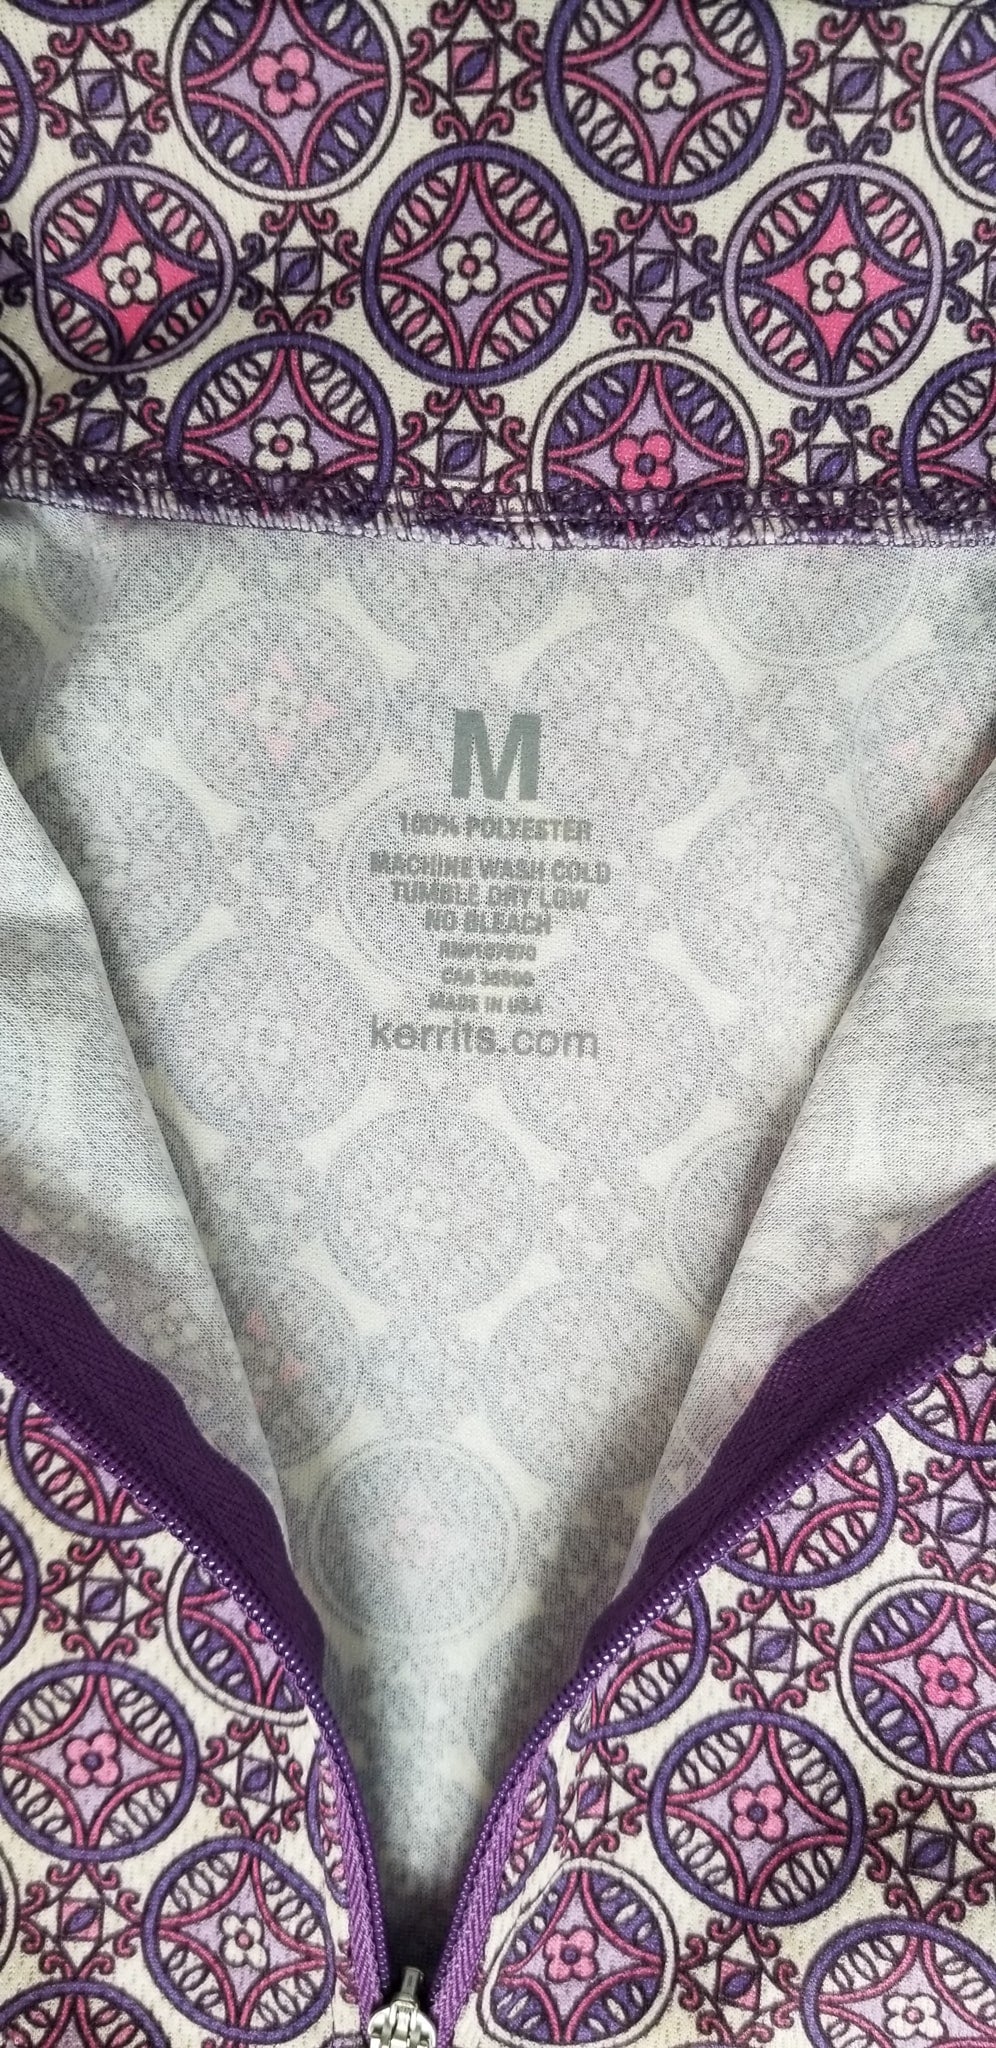 M
100% POLYESTER
MACHINE WASH COLD
TUMBLE DRY LOW
NO BLEACH
MADE IN USA
kerrits.com